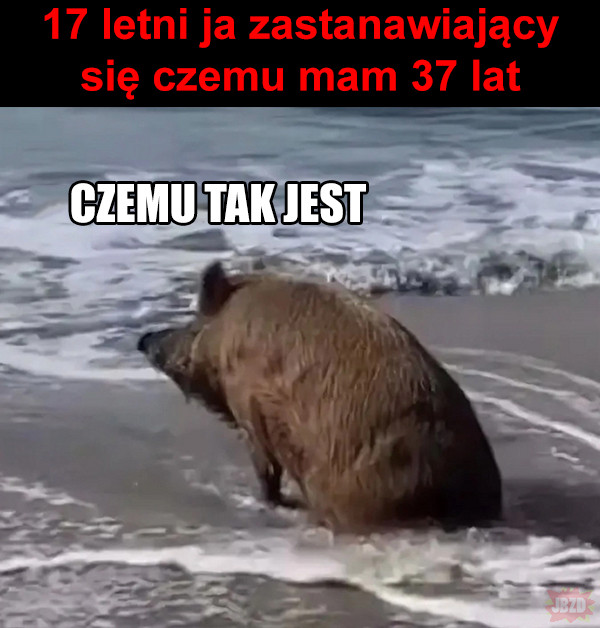 17 letni ja zastanawiający
się czemu mam 37 lat
CZEMU TAK JEST
JBZD